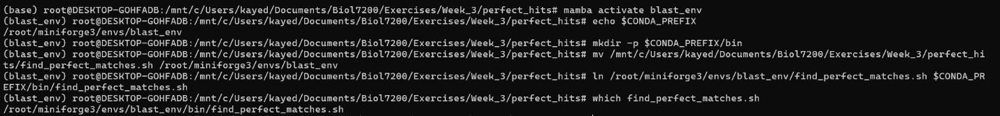 (base) root@DESKTOP-GOHFADB:/mnt/c/Users/kayed/Documents/Biol7200/Exercises/Week_3/perfect_hits# mamba activate blast_env
(blast_env) root@DESKTOP-GOHFADB:/mnt/c/Users/kayed/Documents/Biol7200/Exercises/Week_3/perfect_hits# echo $CONDA_PREFIX
/root/miniforge3/envs/blast_env
(blast_env) root@DESKTOP-GOHFADB:/mnt/c/Users/kayed/Documents/Biol7200/Exercises/Week_3/perfect_hits# mkdir -p $CONDA_PREFIX/bin
(blast_env) root@DESKTOP-GOHFADB:/mnt/c/Users/kayed/Documents/Biol7200/Exercises/Week_3/perfect_hits# mv /mnt/c/Users/kayed/Documents/Biol7200/Exercises/Week_3/perfect_hi
ts/find_perfect_matches.sh /root/miniforge3/envs/blast_env
(blast_env) root@DESKTOP-GOHFADB:/mnt/c/Users/kayed/Documents/Biol7200/Exercises/Week_3/perfect_hits# ln /root/miniforge3/envs/blast_env/find_perfect_matches.sh $CONDA_PR
EFIX/bin/find_perfect_matches.sh
(blast_env) root@DESKTOP-GOHFADB:/mnt/c/Users/kayed/Documents/Biol7200/Exercises/Week_3/perfect_hits# which find_perfect_matches.sh
/root/miniforge3/envs/blast_env/bin/find_perfect_matches.sh